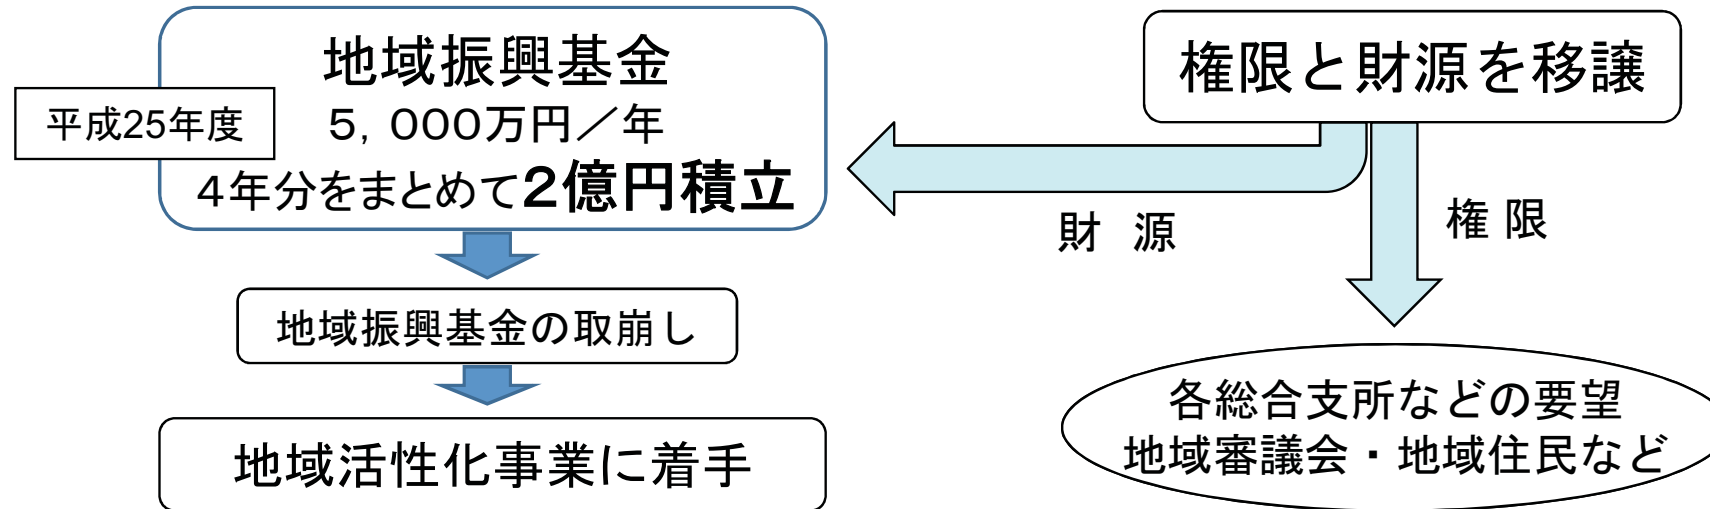 地域振興基金
平成25年度
５，０００万円／年
４年分をまとめて２億円積立
地域振興基金の取崩し
地域活性化事業に着手
権限と財源を移譲
財 源
権 限
各総合支所などの要望
地域審議会・地域住民など